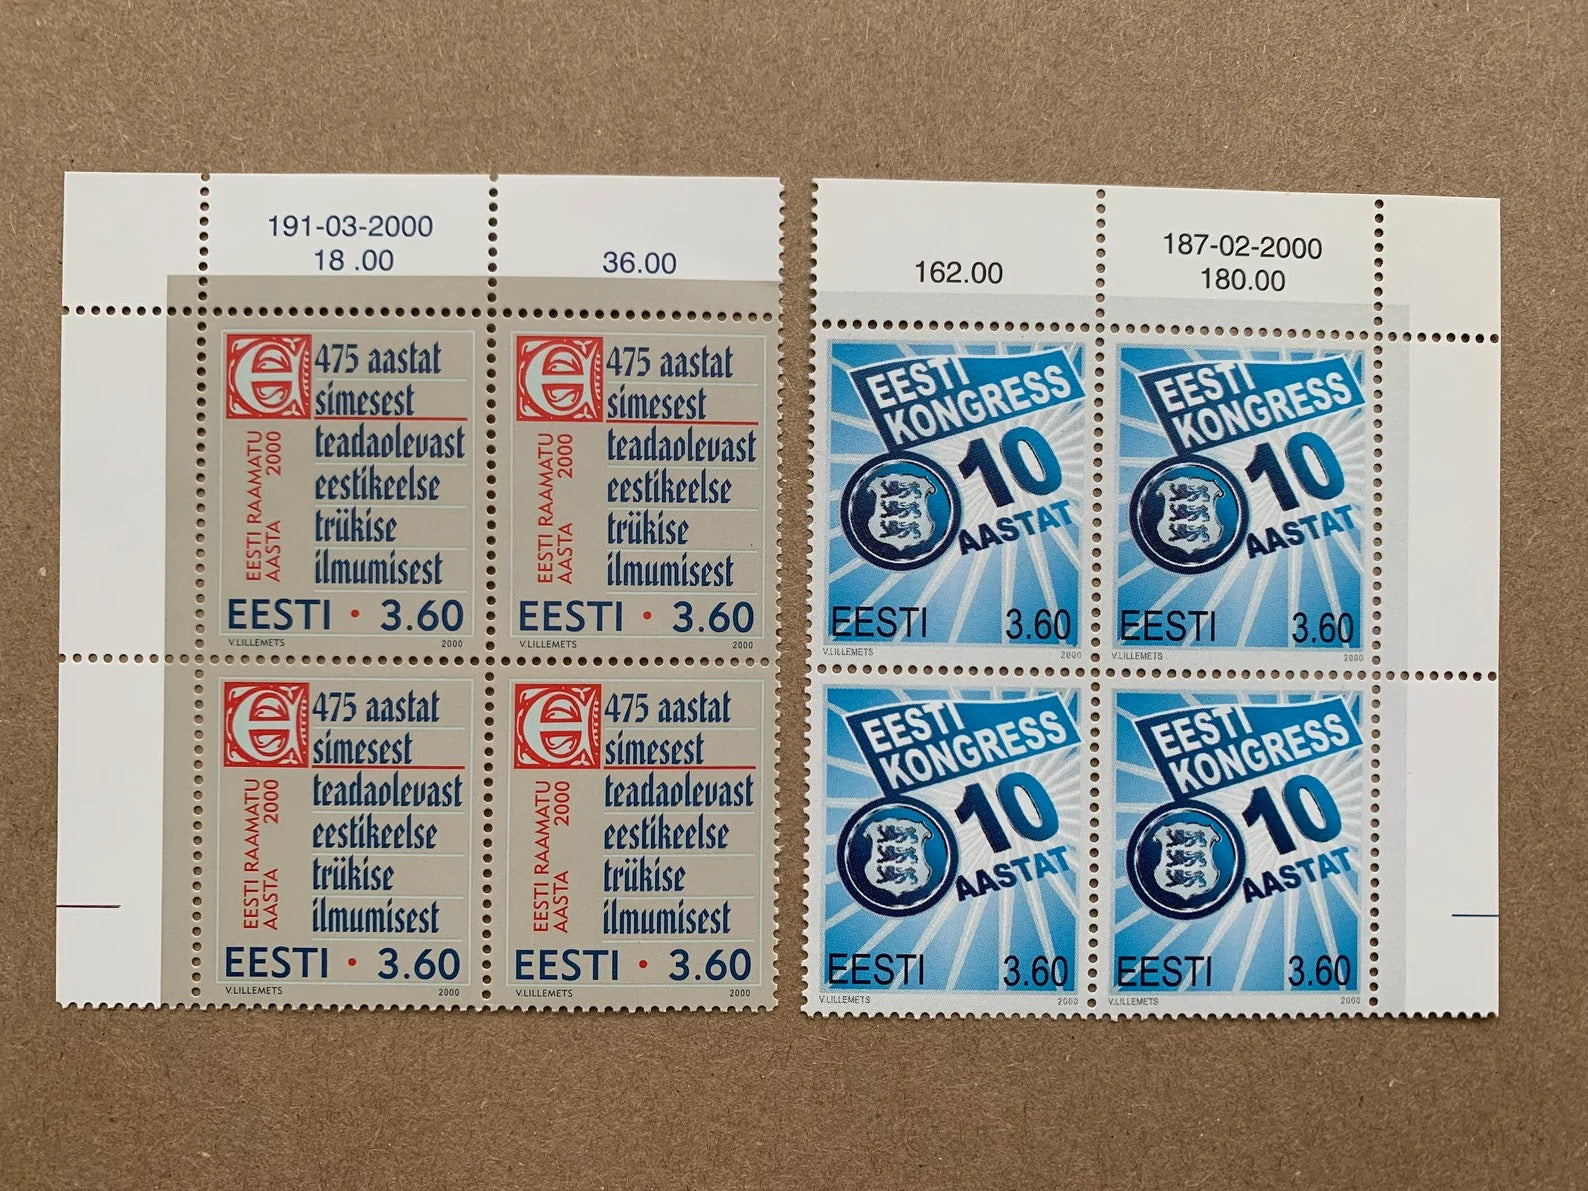 191-03-2000
18 .00
36.00
475 aastat
simesest
teadaolevast
eestikeelse
trükise
ilmumisest
EESTI RAAMATU
AASTA 2000
EESTI · 3.60
V.LILLEMETS 2000
475 aastat
simesest
teadaolevast
eestikeelse
trükise
ilmumisest
EESTI RAAMATU
AASTA 2000
EESTI · 3.60
V.LILLEMETS 2000
475 aastat
simesest
teadaolevast
eestikeelse
trükise
ilmumisest
EESTI RAAMATU
AASTA 2000
EESTI · 3.60
V.LILLEMETS 2000
475 aastat
simesest
teadaolevast
eestikeelse
trükise
ilmumisest
EESTI RAAMATU
AASTA 2000
EESTI · 3.60
V.LILLEMETS 2000
162.00
187-02-2000
180.00
EESTI
KONGRESS
10
AASTAT
EESTI 3.60
V.LILLEMETS 2000
EESTI
KONGRESS
10
AASTAT
EESTI 3.60
V.LILLEMETS 2000
EESTI
KONGRESS
10
AASTAT
EESTI 3.60
V.LILLEMETS 2000
EESTI
KONGRESS
10
AASTAT
EESTI 3.60
V.LILLEMETS 2000